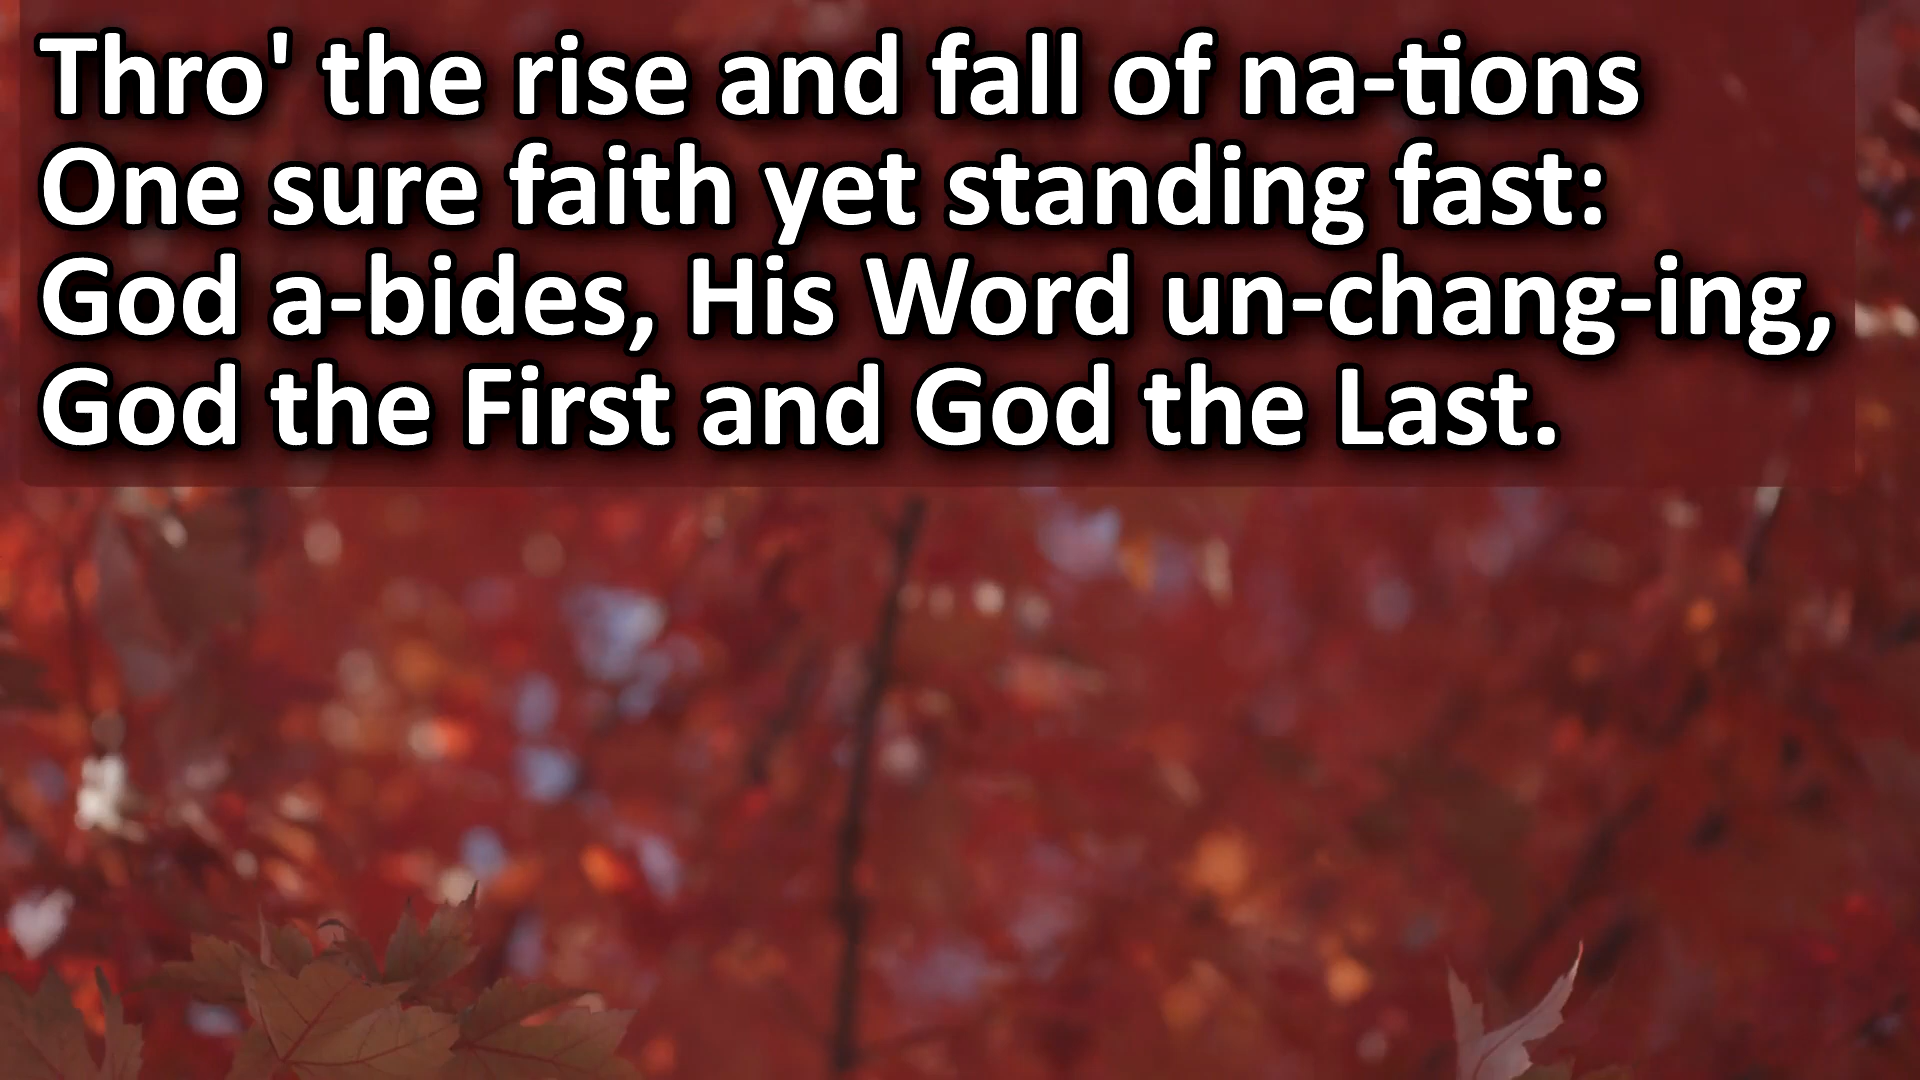 Thro' the rise and fall of na-tions
One sure faith yet standing fast:
God a-bides, His Word un-chang-ing,
God the First and God the Last.